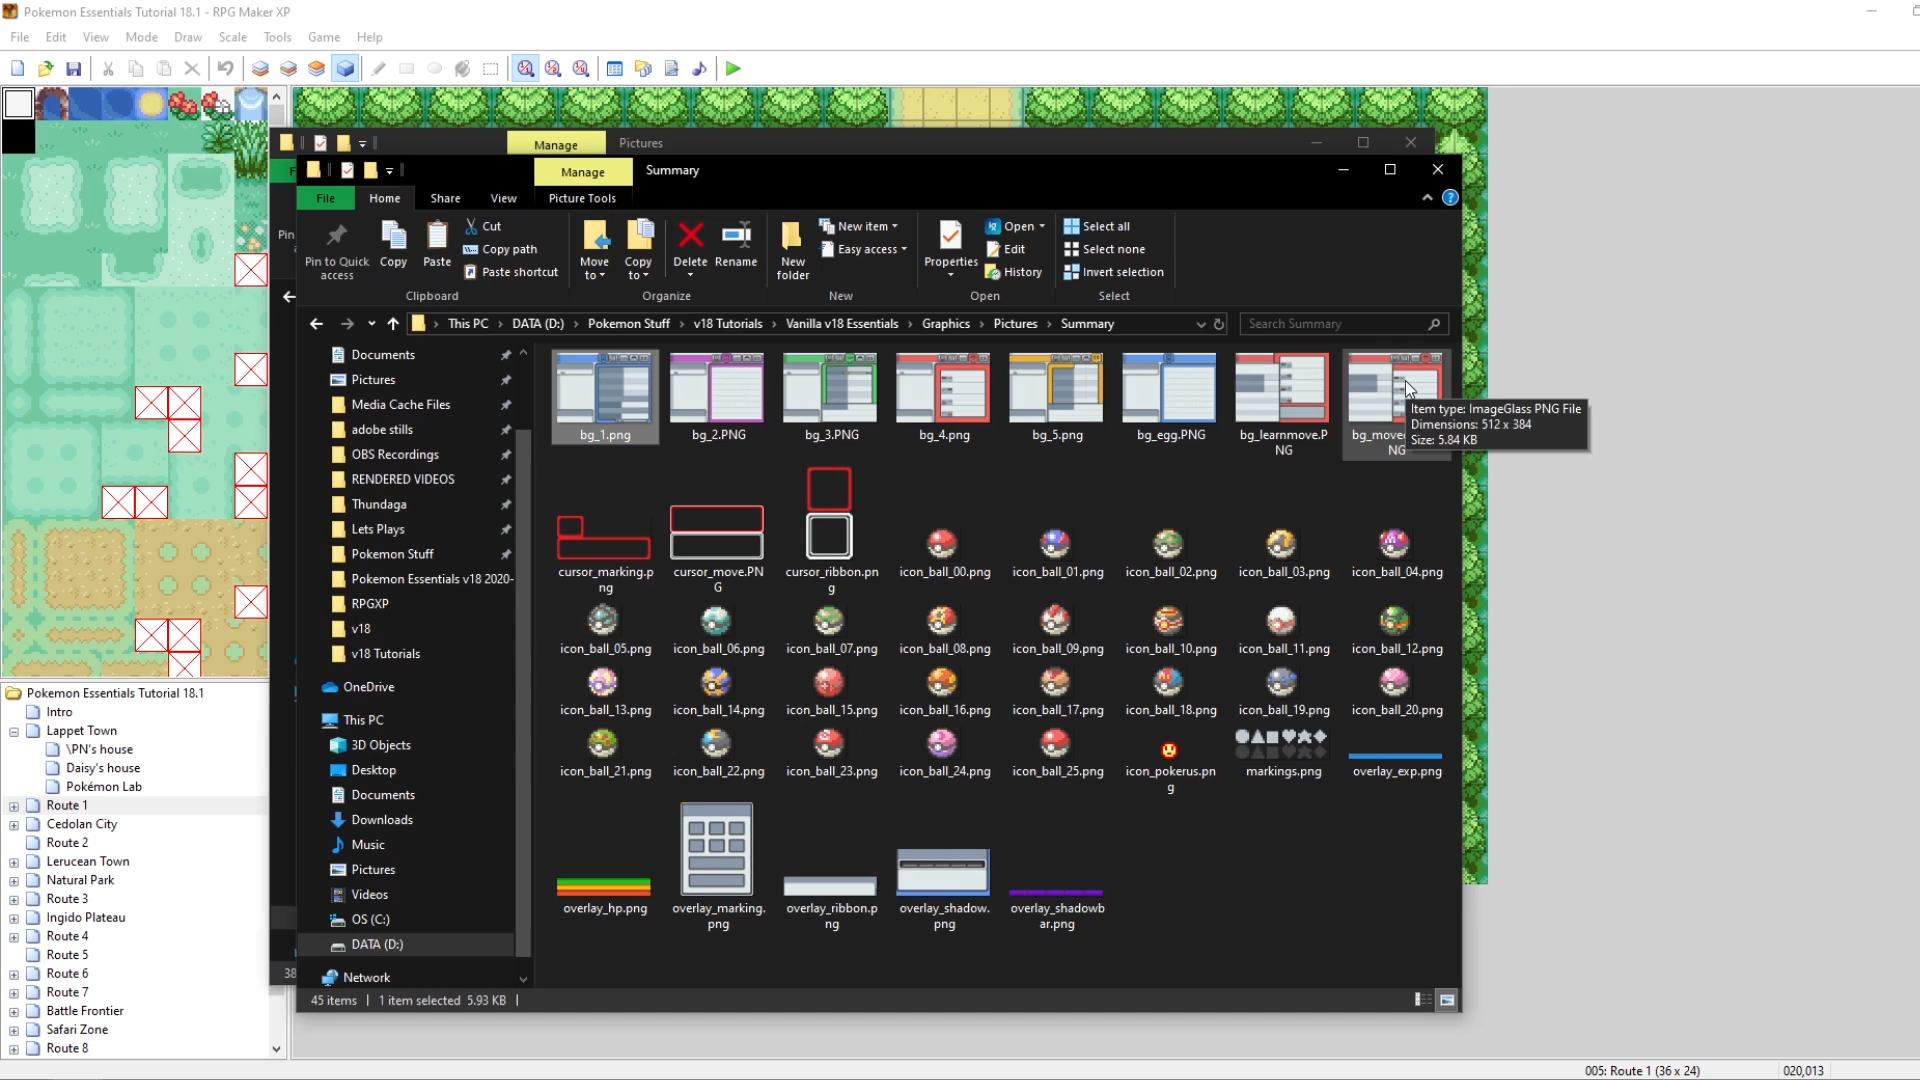 Pokemon Essentials Tutorial 18.1 - RPG Maker XP
File Edit View Mode Draw Scale Tools Game Help
Manage Pictures
Manage Summary
File Home Share View Picture Tools
Pin to Quick access
Copy
Paste
Cut
Copy path
Paste shortcut
Clipboard
Move to
Copy to
Delete
Rename
Organize
New folder
New item
Easy access
New
Properties
Open
Edit
History
Open
Select all
Select none
Invert selection
Select
This PC > DATA (D:) > Pokemon Stuff > v18 Tutorials > Vanilla v18 Essentials > Graphics > Pictures > Summary
Search Summary
Documents
Pictures
Media Cache Files
adobe stills
OBS Recordings
RENDERED VIDEOS
Thundaga
Lets Plays
Pokemon Stuff
Pokemon Essentials v18 2020-
RPGXP
v18
v18 Tutorials
OneDrive
This PC
3D Objects
Desktop
Documents
Downloads
Music
Pictures
Videos
OS (C:)
DATA (D:)
Network
bg_1.png bg_2.PNG bg_3.PNG bg_4.png bg_5.png bg_egg.PNG bg_learnmove.PNG
Item type: ImageGlass PNG File
Dimensions: 512 x 384
Size: 5.84 KB
cursor_marking.png cursor_move.PNG cursor_ribbon.png icon_ball_00.png icon_ball_01.png icon_ball_02.png icon_ball_03.png icon_ball_04.png
icon_ball_05.png icon_ball_06.png icon_ball_07.png icon_ball_08.png icon_ball_09.png icon_ball_10.png icon_ball_11.png icon_ball_12.png
icon_ball_13.png icon_ball_14.png icon_ball_15.png icon_ball_16.png icon_ball_17.png icon_ball_18.png icon_ball_19.png icon_ball_20.png
icon_ball_21.png icon_ball_22.png icon_ball_23.png icon_ball_24.png icon_ball_25.png icon_pokerus.png markings.png overlay_exp.png
overlay_hp.png overlay_marking.png overlay_ribbon.png overlay_shadow.png overlay_shadowbar.png
45 items | 1 item selected 5.93 KB |
Pokemon Essentials Tutorial 18.1
Intro
Lappet Town
\PN's house
Daisy's house
Pokémon Lab
Route 1
Cedolan City
Route 2
Lerucean Town
Natural Park
Route 3
Ingido Plateau
Route 4
Route 5
Route 6
Route 7
Battle Frontier
Safari Zone
Route 8
005: Route 1 (36 x 24) 020,013